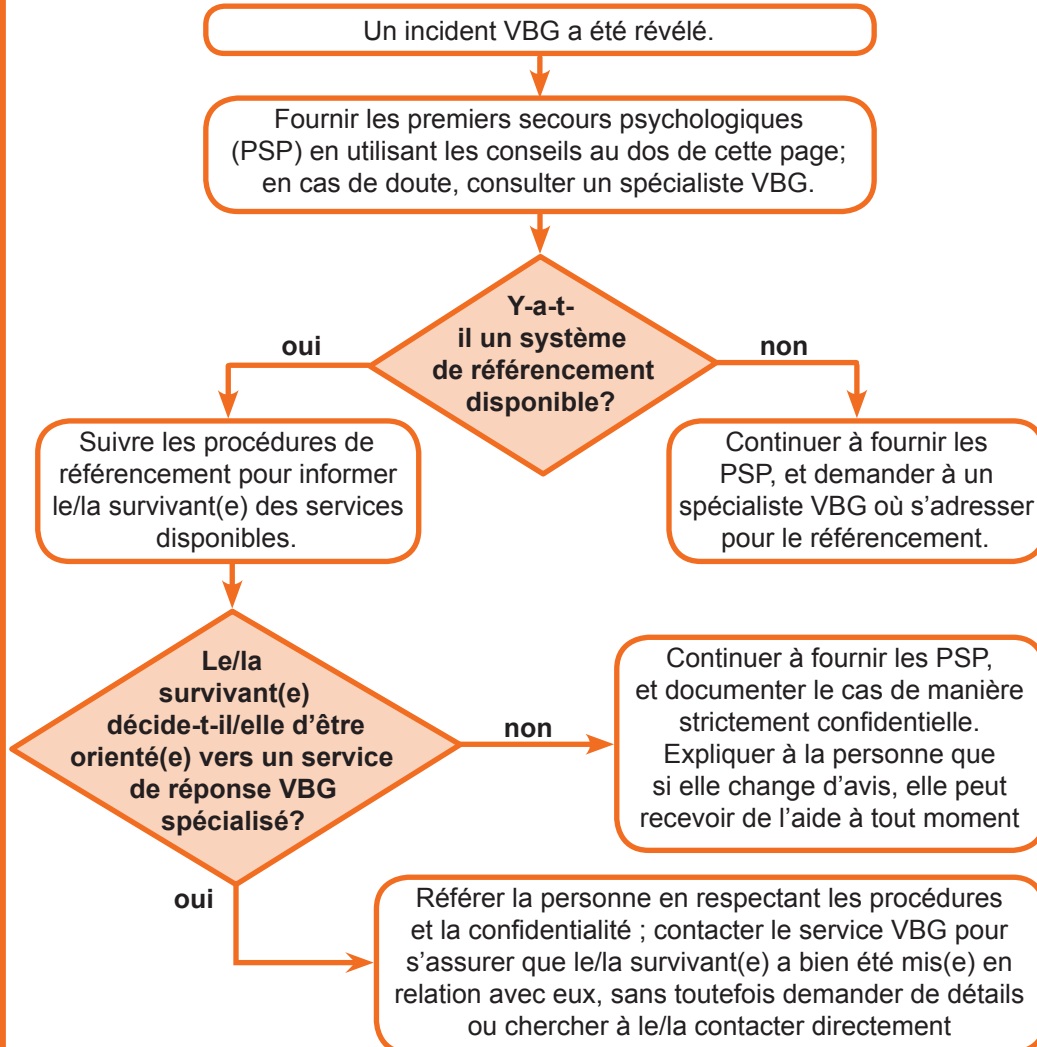 Un incident VBG a été révélé.
Fournir les premiers secours psychologiques
(PSP) en utilisant les conseils au dos de cette page;
en cas de doute, consulter un spécialiste VBG.
Y-a-t-
il un système
de référencement
disponible?
oui
non
Suivre les procédures de
référencement pour informer
le/la survivant(e) des services
disponibles.
Continuer à fournir les
PSP, et demander à un
spécialiste VBG où s’adresser
pour le référencement.
Le/la
survivant(e)
décide-t-il/elle d’être
orienté(e) vers un service
de réponse VBG
spécialisé?
non
Continuer à fournir les PSP,
et documenter le cas de manière
strictement confidentielle.
Expliquer à la personne que
si elle change d’avis, elle peut
recevoir de l’aide à tout moment
oui
Référer la personne en respectant les procédures
et la confidentialité ; contacter le service VBG pour
s’assurer que le/la survivant(e) a bien été mis(e) en
relation avec eux, sans toutefois demander de détails
ou chercher à le/la contacter directement